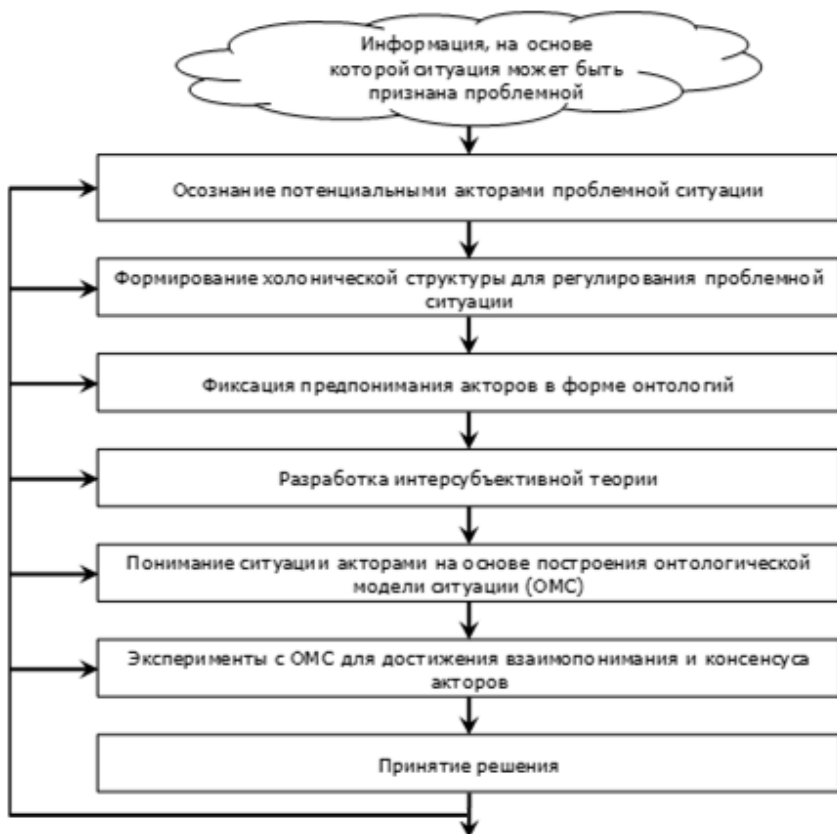 Информация, на основе
которой ситуация может быть
признана проблемной
Осознание потенциальными акторами проблемной ситуации
Формирование холонической структуры для регулирования проблемной
ситуации
Фиксация предпонимания акторов в форме онтологий
Разработка интерсубъективной теории
Понимание ситуации акторами на основе построения онтологической
модели ситуации (ОМС)
Эксперименты с ОМС для достижения взаимопонимания и консенсуса
акторов
Принятие решения